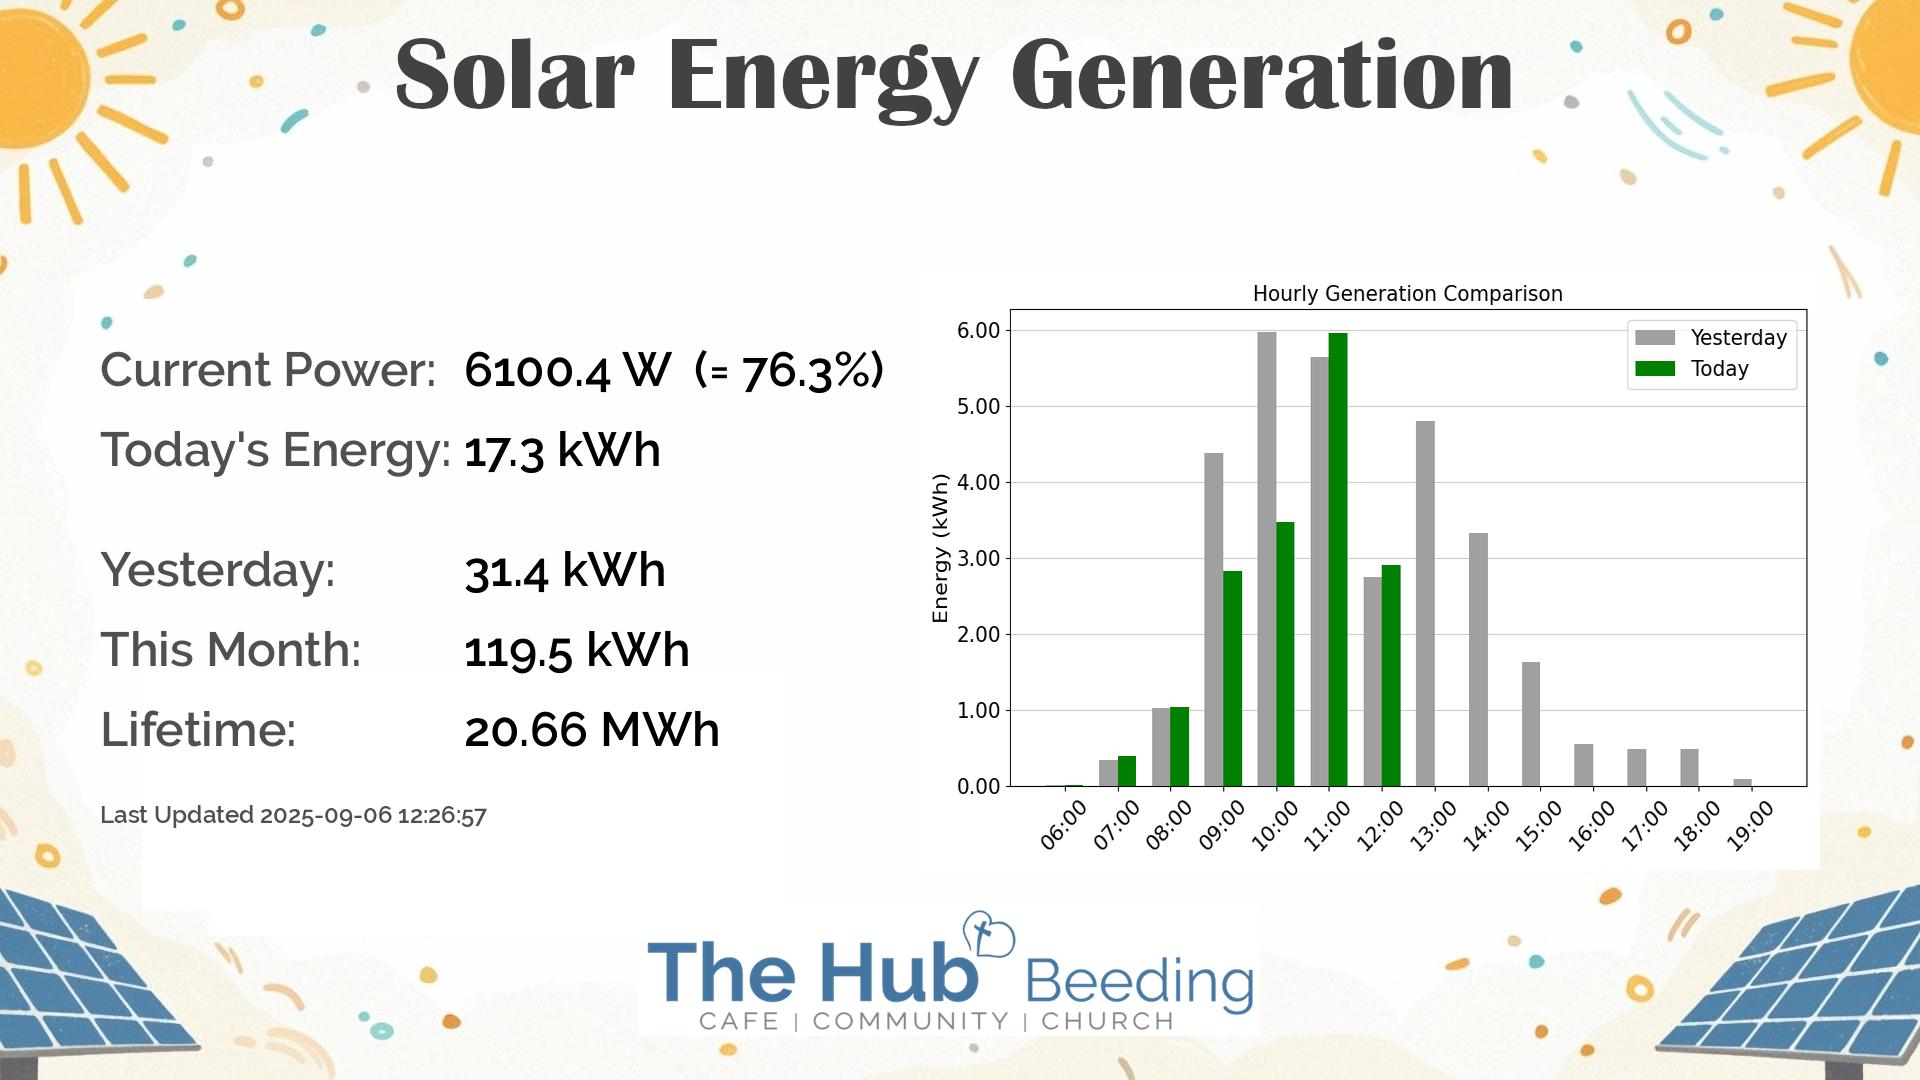 Solar Energy Generation
Current Power: 6100.4 W (= 76.3%)
Today's Energy: 17.3 kWh
Yesterday: 31.4 kWh
This Month: 119.5 kWh
Lifetime: 20.66 MWh
Last Updated 2025-09-06 12:26:57
Hourly Generation Comparison
Yesterday
Today
Energy (kWh)
6.00
5.00
4.00
3.00
2.00
1.00
0.00
06:00 07:00 08:00 09:00 10:00 11:00 12:00 13:00 14:00 15:00 16:00 17:00 18:00 19:00
The Hub Beeding
CAFE | COMMUNITY | CHURCH